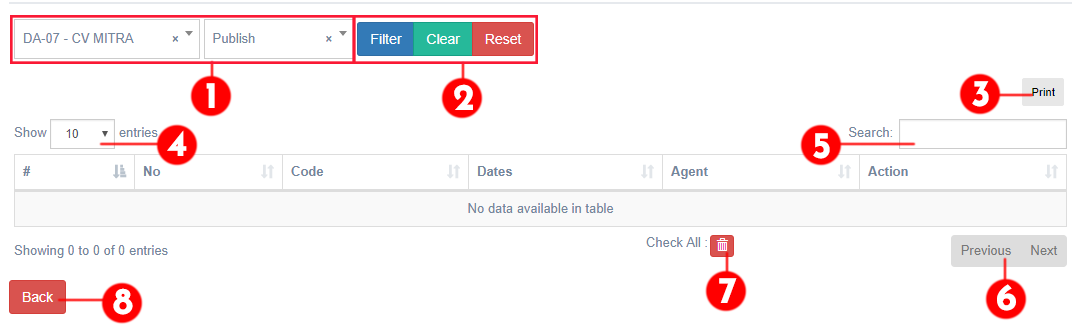 DA-07 - CV MITRA × Publish × Filter Clear Reset
1 2
3 Print
Show 10 entries 4 Search: 5
# No Code Dates Agent Action
No data available in table
Showing 0 to 0 of 0 entries Check All : Previous Next
7 6
Back 8